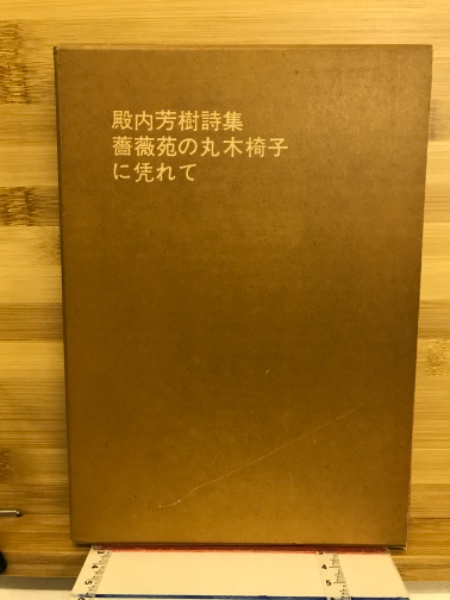 殿内芳樹詩集
薔薇苑の丸木椅子
に凭れて